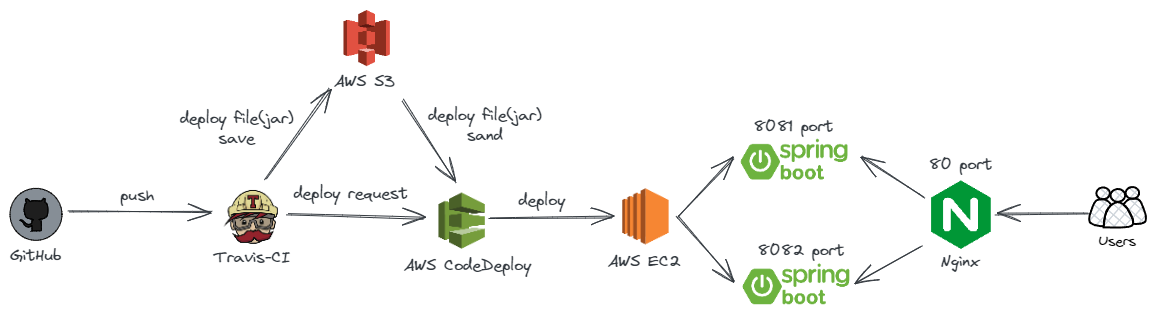 AWS S3
deploy file(jar)
save
deploy file(jar)
sand
push
deploy request
deploy
GitHub
T
Travis-CI
AWS CodeDeploy
AWS EC2
8081 port
spring
boot
8082 port
spring
boot
80 port
N
Nginx
Users